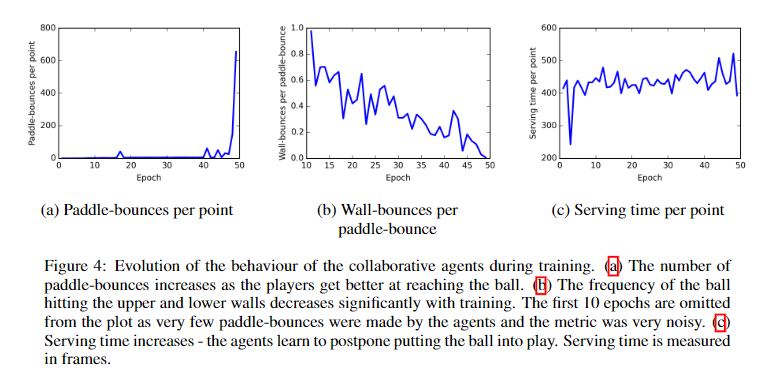 800
600
400
200
0
0 10 20 30 40 50
Paddle-bounces per point
Epoch
1.0
0.8
0.6
0.4
0.2
0.0
10 15 20 25 30 35 40 45 50
Wall-bounces per paddle-bounce
Epoch
600
500
400
300
200
0 10 20 30 40 50
Serving time per point
Epoch
(a) Paddle-bounces per point
(b) Wall-bounces per
paddle-bounce
(c) Serving time per point
Figure 4: Evolution of the behaviour of the collaborative agents during training. (a) The number of
paddle-bounces increases as the players get better at reaching the ball. (b) The frequency of the ball
hitting the upper and lower walls decreases significantly with training. The first 10 epochs are omitted
from the plot as very few paddle-bounces were made by the agents and the metric was very noisy. (c)
Serving time increases - the agents learn to postpone putting the ball into play. Serving time is measured
in frames.